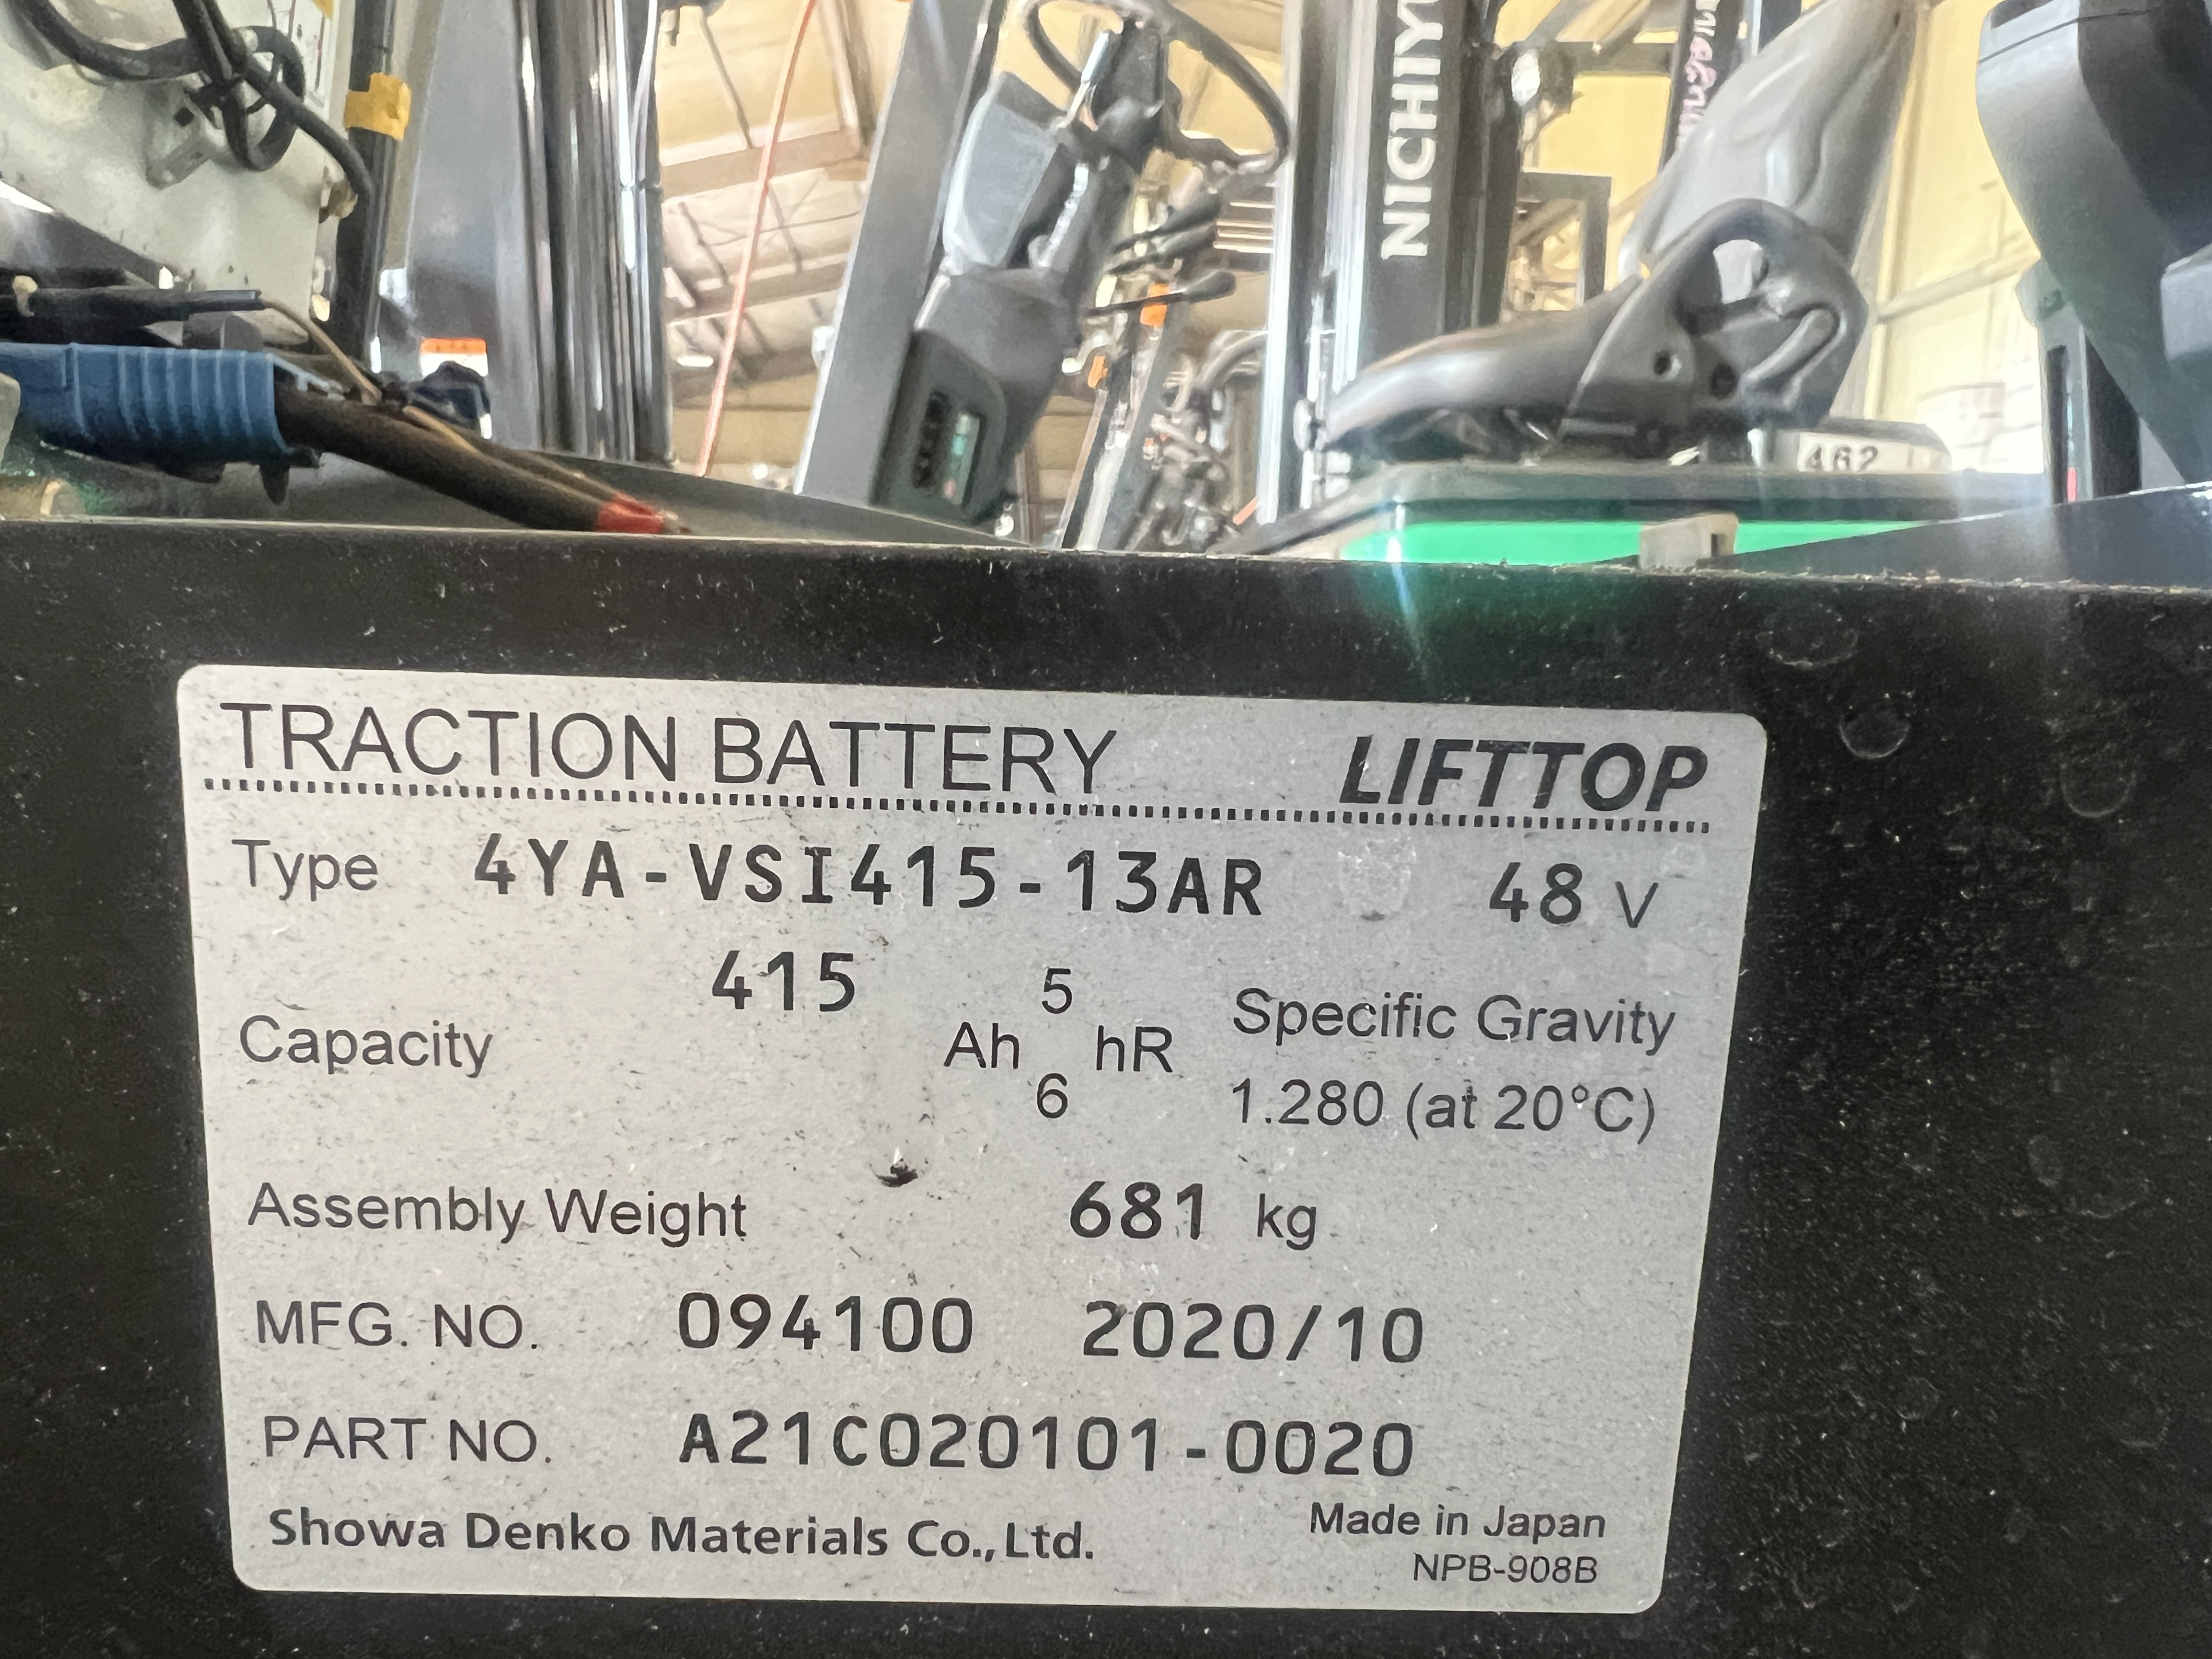 NICHIY
462
TRACTION BATTERY LIFTTOP
Type 4YA-VSI415-13AR 48 V
415 5
Capacity Ah hR Specific Gravity
6 1.280 (at 20°C)
Assembly Weight 681 kg
MFG. NO. 094100 2020/10
PART NO. A21C020101-0020
Showa Denko Materials Co.,Ltd. Made in Japan
NPB-908B